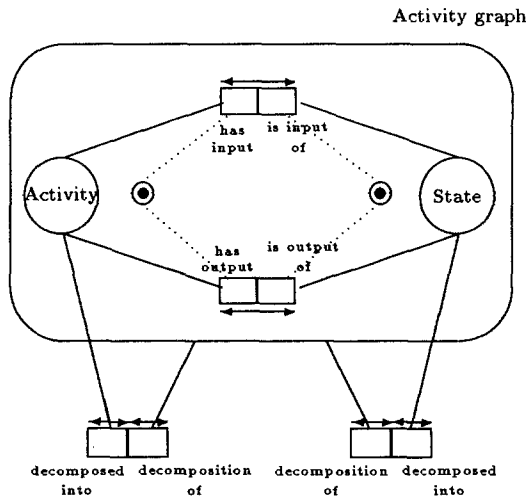 Activity graph
has is input
input of
Activity
State
has is output
output of
decomposed decomposition decomposition decomposed
into of of into